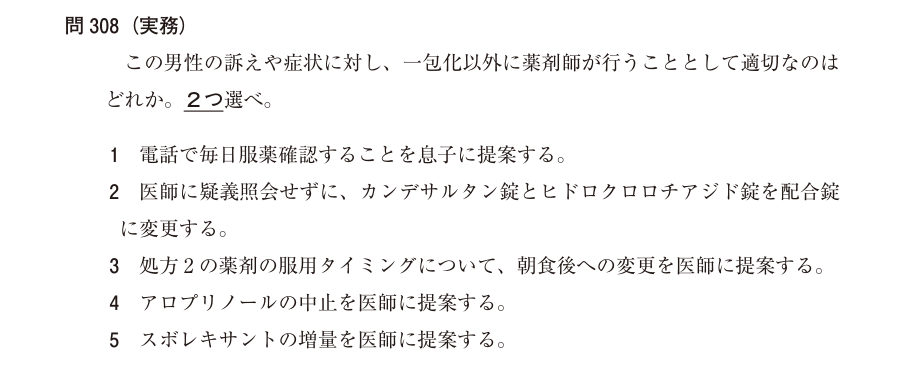 問 308（実務）
この男性の訴えや症状に対し、一包化以外に薬剤師が行うこととして適切なのは
どれか。２つ選べ。
1 電話で毎日服薬確認することを息子に提案する。
2 医師に疑義照会せずに、カンデサルタン錠とヒドロクロロチアジド錠を配合錠
に変更する。
3 処方２の薬剤の服用タイミングについて、朝食後への変更を医師に提案する。
4 アロプリノールの中止を医師に提案する。
5 スボレキサントの増量を医師に提案する。